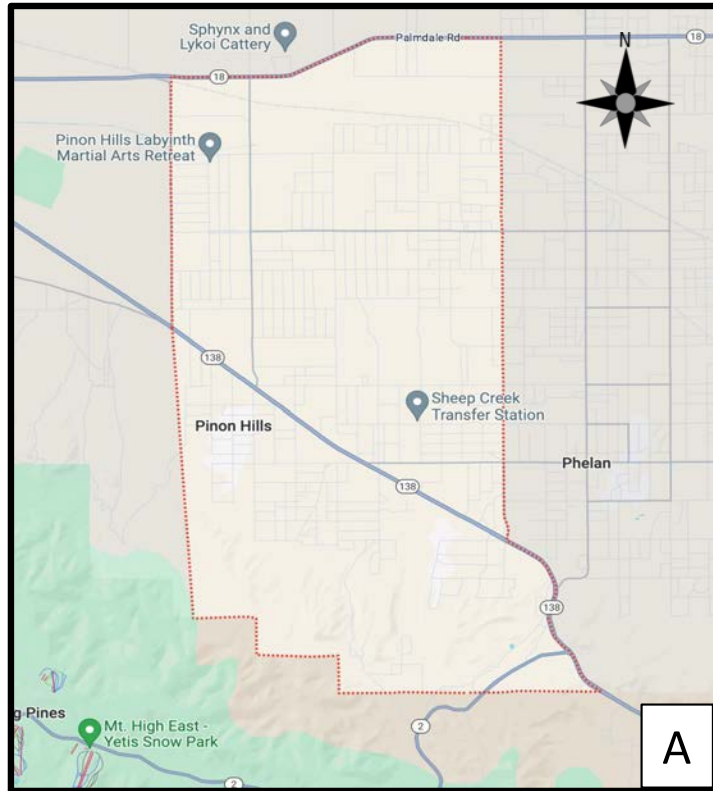 Sphynx and
Lykoi Cattery
Palmdale Rd
N
18
18
18
Pinon Hills Labyinth
Martial Arts Retreat
138
138
Sheep Creek
Transfer Station
Pinon Hills
Phelan
138
g Pines
Mt. High East -
Yetis Snow Park
2
2
A